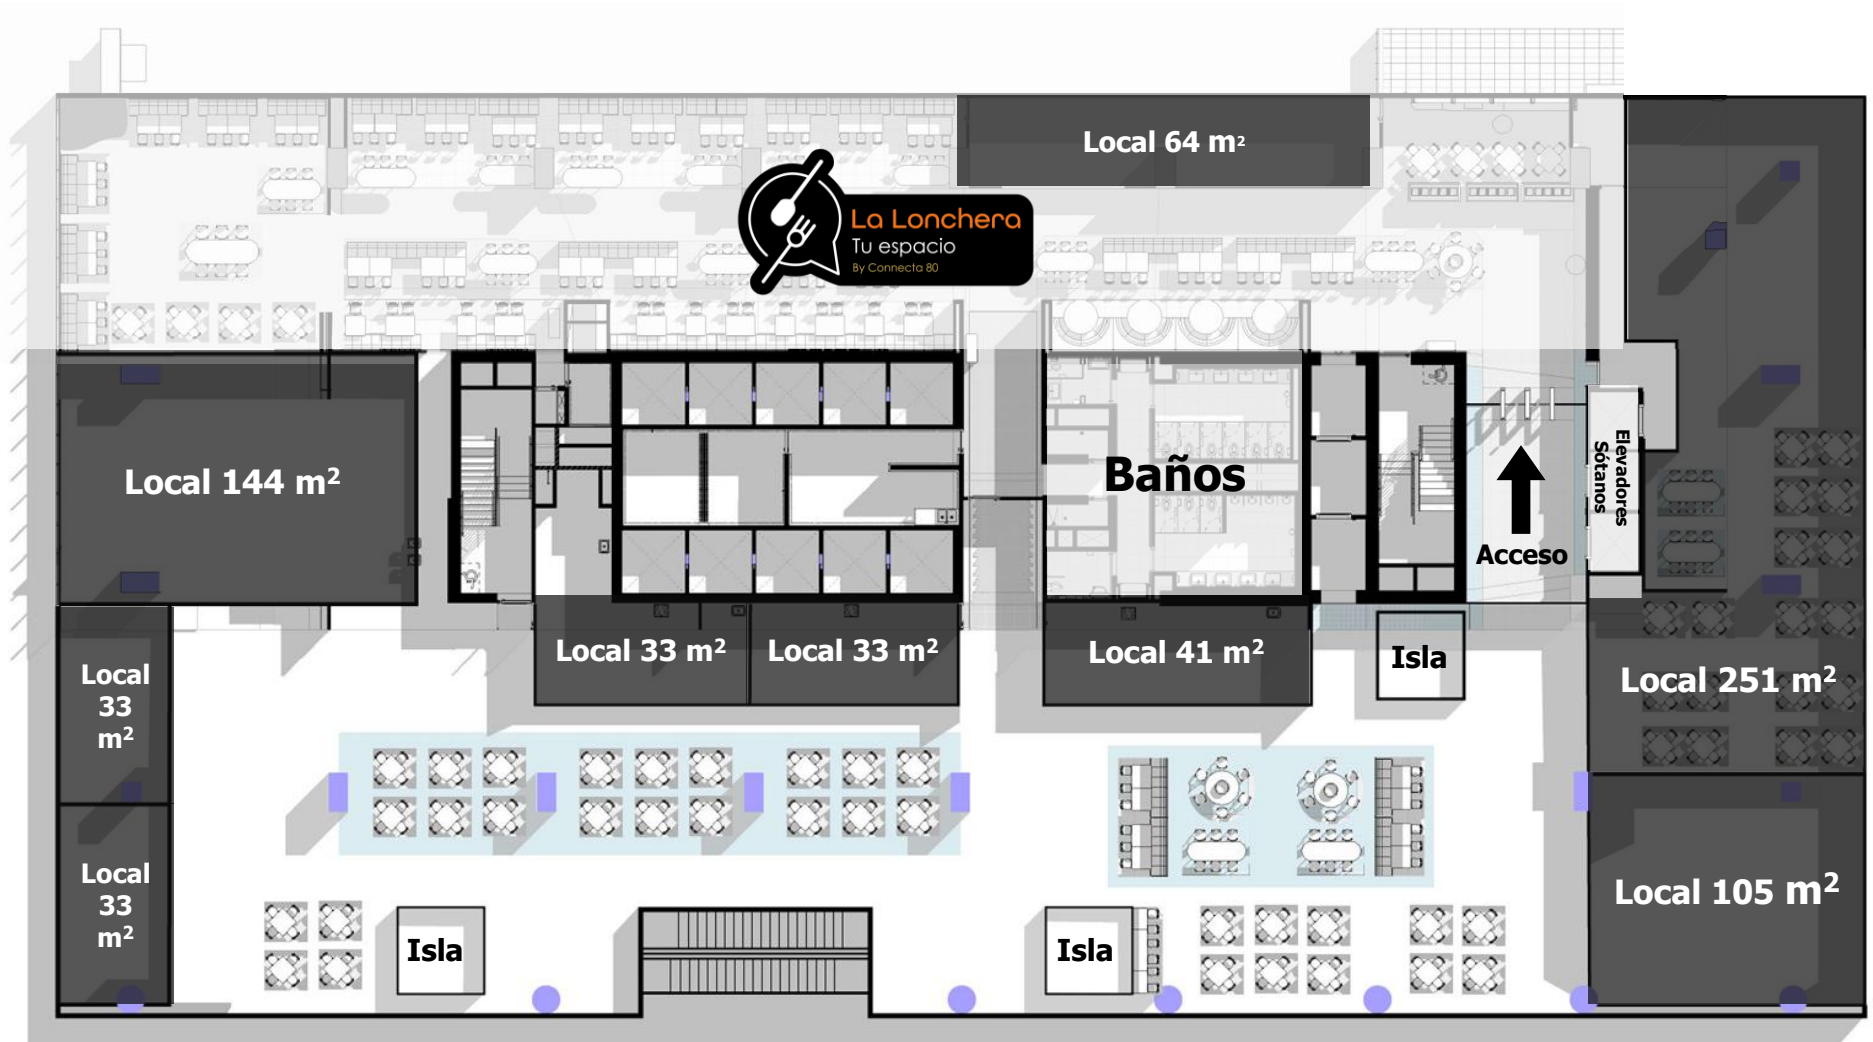 Local 64 m²
La Lonchera
Tu espacio
By Connecta 80
Local 144 m²
Baños
Elevadores
Sótanos
Acceso
Local 33 m²
Local 33 m²
Local 41 m²
Isla
Local 251 m²
Local
33
m²
Local
33
m²
Local 105 m²
Isla
Isla